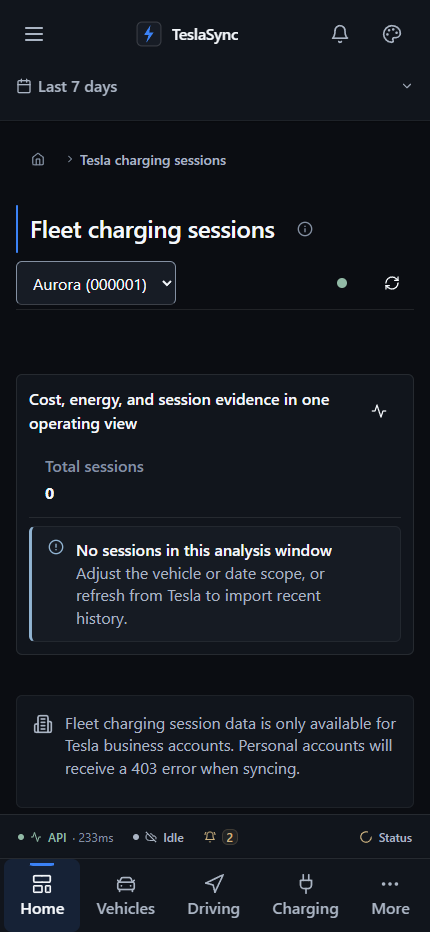 TeslaSync
Last 7 days
Tesla charging sessions
Fleet charging sessions
Aurora (000001)
Cost, energy, and session evidence in one
operating view
Total sessions
0
No sessions in this analysis window
Adjust the vehicle or date scope, or
refresh from Tesla to import recent
history.
Fleet charging session data is only available for
Tesla business accounts. Personal accounts will
receive a 403 error when syncing.
API · 233ms Idle 2 Status
Home Vehicles Driving Charging More